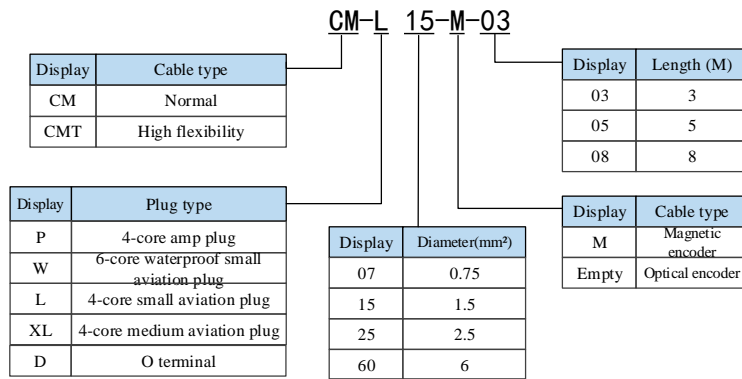 CM-L 15-M-03
Display Cable type
CM Normal
CMT High flexibility
Display Length (M)
03 3
05 5
08 8
Display Plug type
P 4-core amp plug
W 6-core waterproof small
aviation plug
L 4-core small aviation plug
XL 4-core medium aviation plug
D O terminal
Display Diameter(mm²)
07 0.75
15 1.5
25 2.5
60 6
Display Cable type
M Magnetic
encoder
Empty Optical encoder